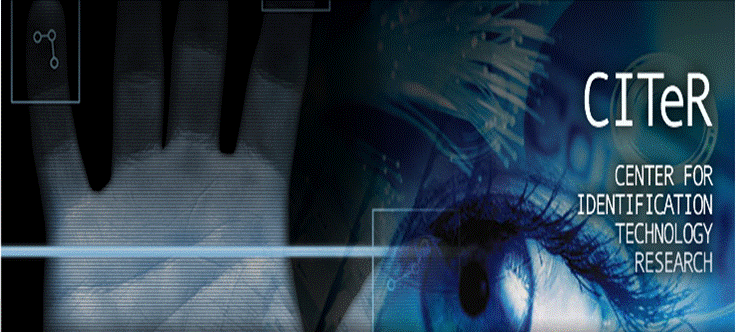 CITeR
CENTER FOR
IDENTIFICATION
TECHNOLOGY
RESEARCH